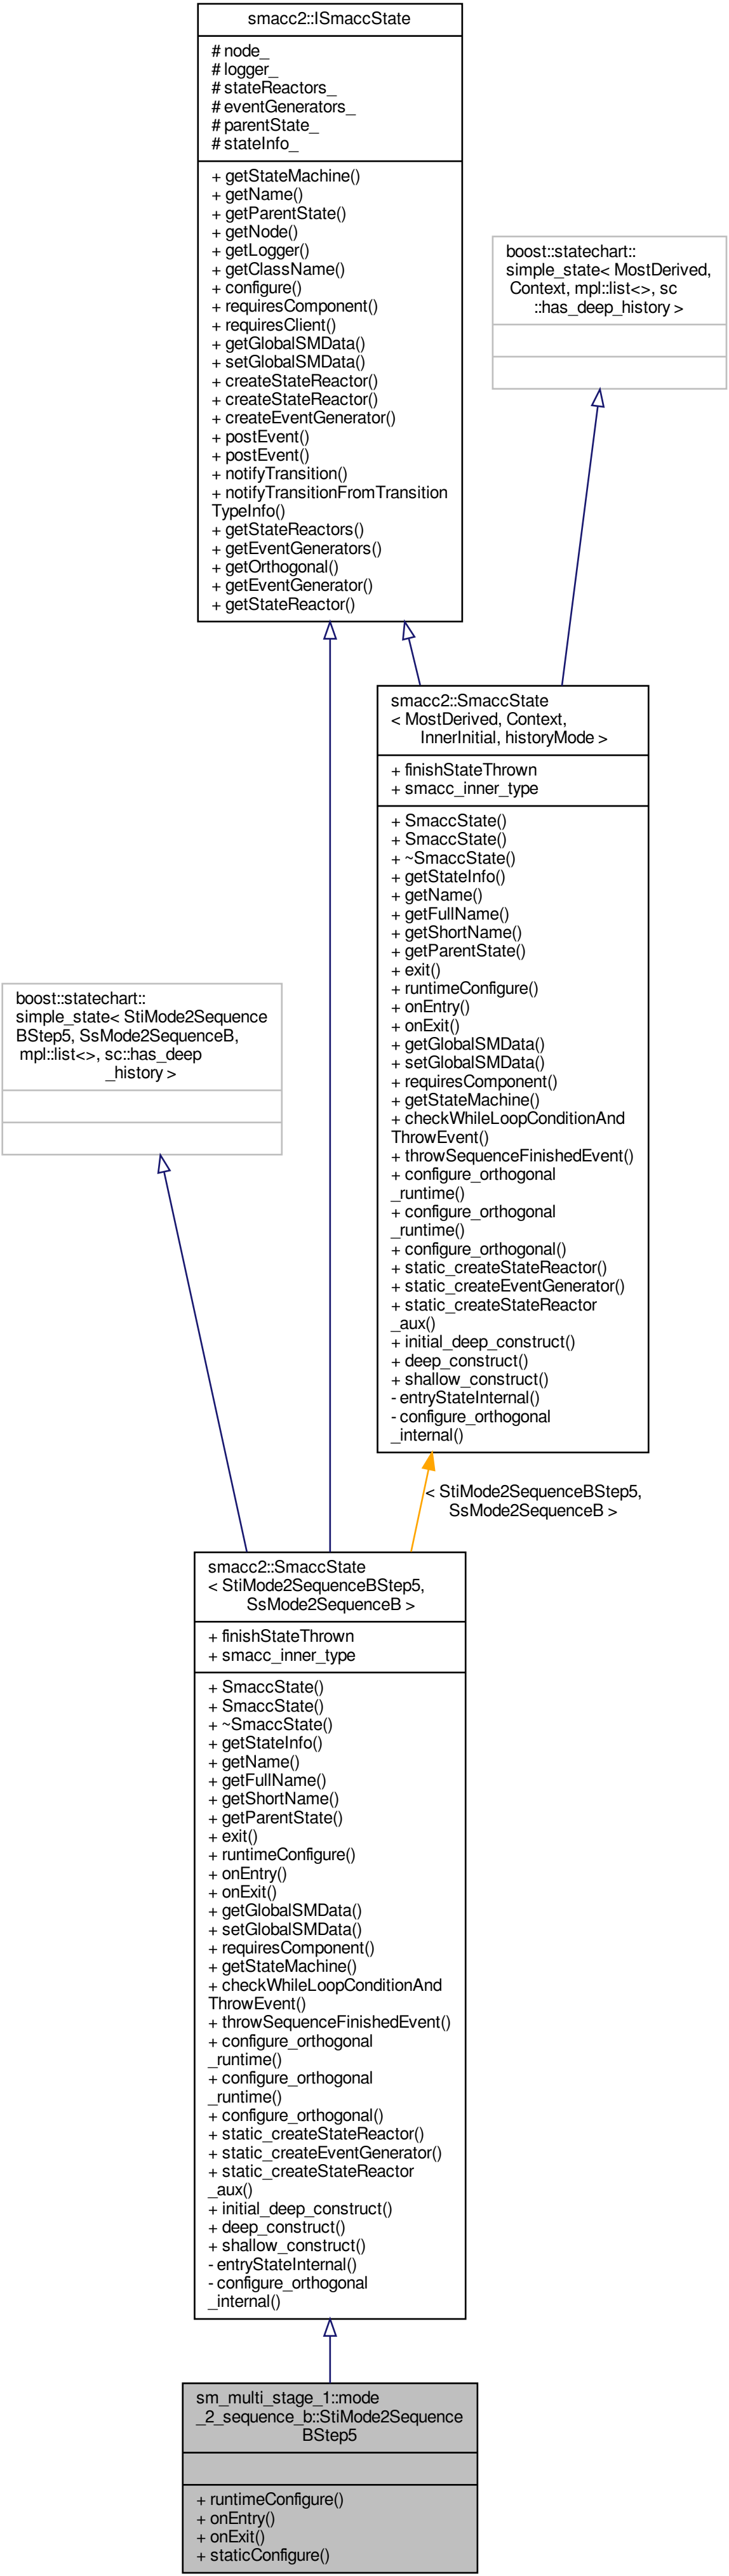 smacc2::ISmaccState
# node_
# logger_
# stateReactors_
# eventGenerators_
# parentState_
# stateInfo_
+ getStateMachine()
+ getName()
+ getParentState()
+ getNode()
+ getLogger()
+ getClassName()
+ configure()
+ requiresComponent()
+ requiresClient()
+ getGlobalSMData()
+ setGlobalSMData()
+ createStateReactor()
+ createStateReactor()
+ createEventGenerator()
+ postEvent()
+ postEvent()
+ notifyTransition()
+ notifyTransitionFromTransition
TypeInfo()
+ getStateReactors()
+ getEventGenerators()
+ getOrthogonal()
+ getEventGenerator()
+ getStateReactor()
boost::statechart::
simple_state< MostDerived,
Context, mpl::list<>, sc
::has_deep_history >
smacc2::SmaccState
< MostDerived, Context,
InnerInitial, historyMode >
+ finishStateThrown
+ smacc_inner_type
+ SmaccState()
+ SmaccState()
+ ~SmaccState()
+ getStateInfo()
+ getName()
+ getFullName()
+ getShortName()
+ getParentState()
+ exit()
+ runtimeConfigure()
+ onEntry()
+ onExit()
+ getGlobalSMData()
+ setGlobalSMData()
+ requiresComponent()
+ getStateMachine()
+ checkWhileLoopConditionAnd
ThrowEvent()
+ throwSequenceFinishedEvent()
+ configure_orthogonal
_runtime()
+ configure_orthogonal
_runtime()
+ configure_orthogonal()
+ static_createStateReactor()
+ static_createEventGenerator()
+ static_createStateReactor
_aux()
+ initial_deep_construct()
+ deep_construct()
+ shallow_construct()
- entryStateInternal()
- configure_orthogonal
_internal()
boost::statechart::
simple_state< StiMode2Sequence
BStep5, SsMode2SequenceB,
mpl::list<>, sc::has_deep
_history >
< StiMode2SequenceBStep5,
SsMode2SequenceB >
smacc2::SmaccState
< StiMode2SequenceBStep5,
SsMode2SequenceB >
+ finishStateThrown
+ smacc_inner_type
+ SmaccState()
+ SmaccState()
+ ~SmaccState()
+ getStateInfo()
+ getName()
+ getFullName()
+ getShortName()
+ getParentState()
+ exit()
+ runtimeConfigure()
+ onEntry()
+ onExit()
+ getGlobalSMData()
+ setGlobalSMData()
+ requiresComponent()
+ getStateMachine()
+ checkWhileLoopConditionAnd
ThrowEvent()
+ throwSequenceFinishedEvent()
+ configure_orthogonal
_runtime()
+ configure_orthogonal
_runtime()
+ configure_orthogonal()
+ static_createStateReactor()
+ static_createEventGenerator()
+ static_createStateReactor
_aux()
+ initial_deep_construct()
+ deep_construct()
+ shallow_construct()
- entryStateInternal()
- configure_orthogonal
_internal()
sm_multi_stage_1::mode
_2_sequence_b::StiMode2Sequence
BStep5
+ runtimeConfigure()
+ onEntry()
+ onExit()
+ staticConfigure()